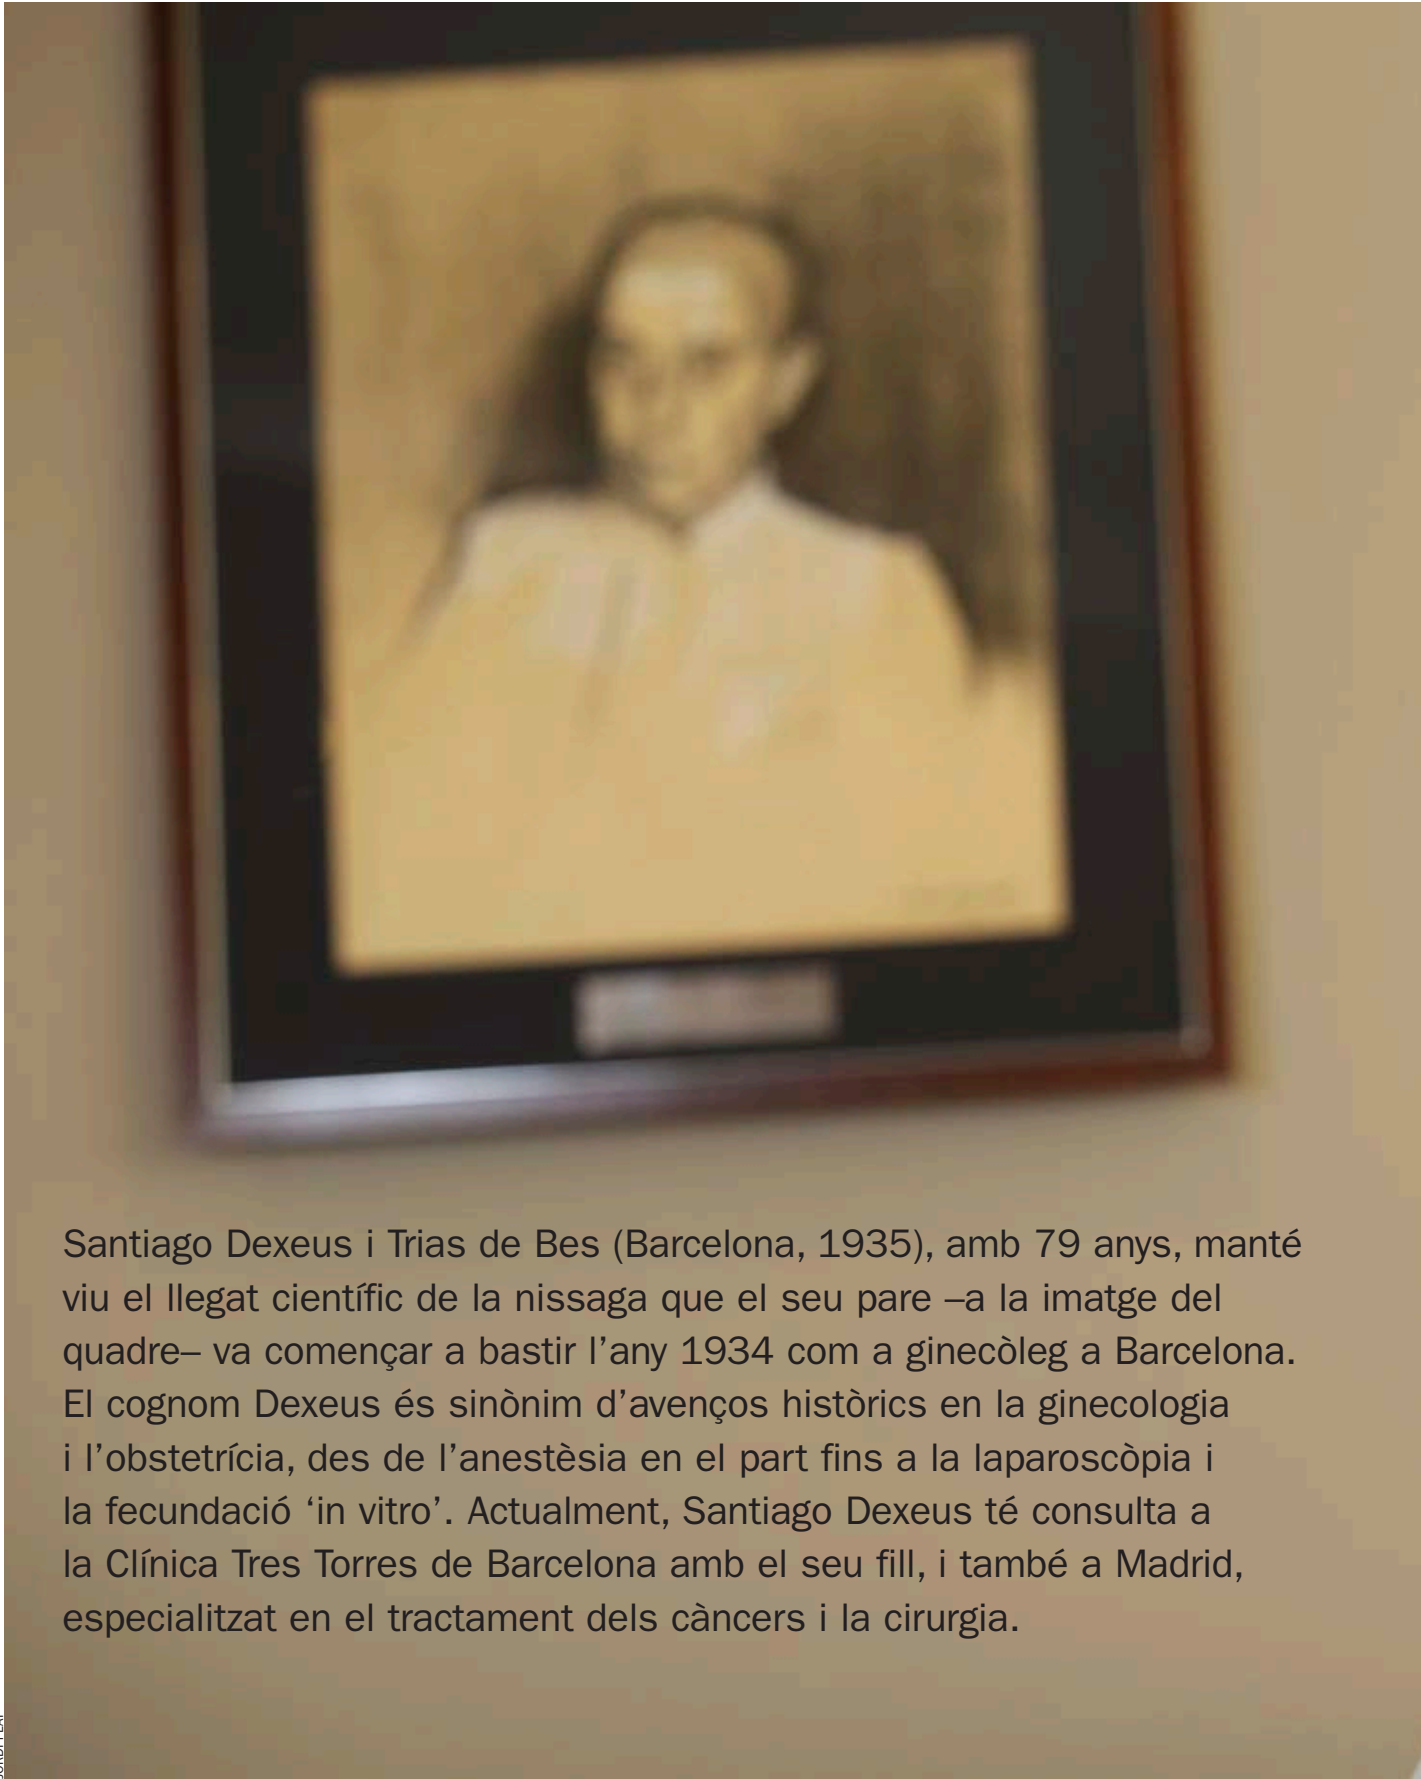 Santiago Dexeus i Trias de Bes (Barcelona, 1935), amb 79 anys, manté
viu el llegat científic de la nissaga que el seu pare –a la imatge del
quadre– va començar a bastir l’any 1934 com a ginecòleg a Barcelona.
El cognom Dexeus és sinònim d’avenços històrics en la ginecologia
i l’obstetrícia, des de l’anestèsia en el part fins a la laparoscòpia i
la fecundació ‘in vitro’. Actualment, Santiago Dexeus té consulta a
la Clínica Tres Torres de Barcelona amb el seu fill, i també a Madrid,
especialitzat en el tractament dels càncers i la cirurgia.